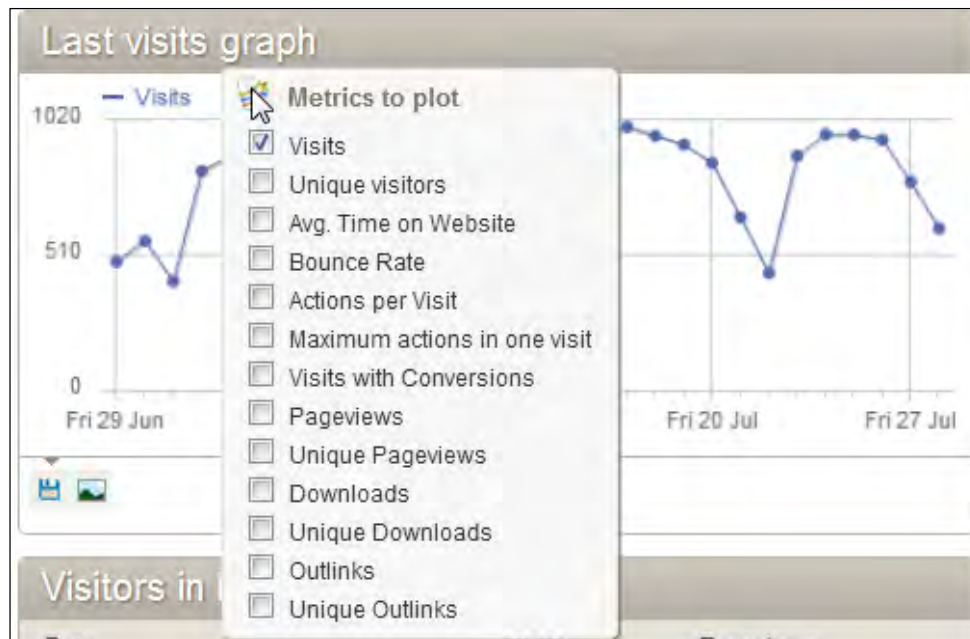 Last visits graph
Visits
Metrics to plot
1020
510
0
Visits
Unique visitors
Avg. Time on Website
Bounce Rate
Actions per Visit
Maximum actions in one visit
Visits with Conversions
Pageviews
Unique Pageviews
Downloads
Unique Downloads
Outlinks
Unique Outlinks
Fri 29 Jun
Fri 20 Jul
Fri 27 Jul
Visitors in